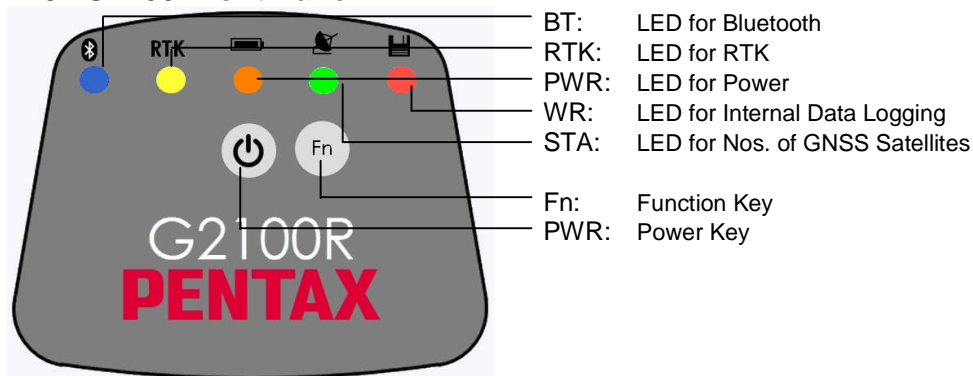 BT: LED for Bluetooth
RTK: LED for RTK
PWR: LED for Power
WR: LED for Internal Data Logging
STA: LED for Nos. of GNSS Satellites
Fn: Function Key
PWR: Power Key
RTK
Fn
G2100R
PENTAX